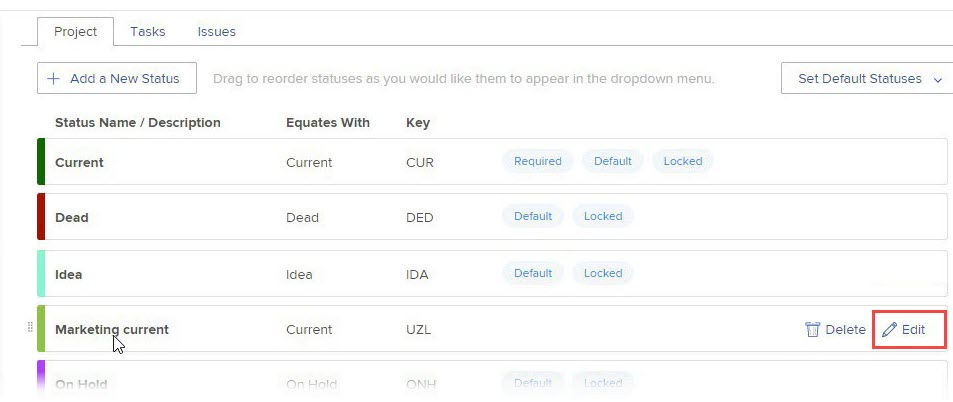 Project Tasks Issues
+ Add a New Status Drag to reorder statuses as you would like them to appear in the dropdown menu. Set Default Statuses
Status Name / Description Equates With Key
Current Current CUR Required Default Locked
Dead Dead DED Default Locked
Idea Idea IDA Default Locked
Marketing current Current UZL Delete Edit
On Hold On Hold ONH Default Locked